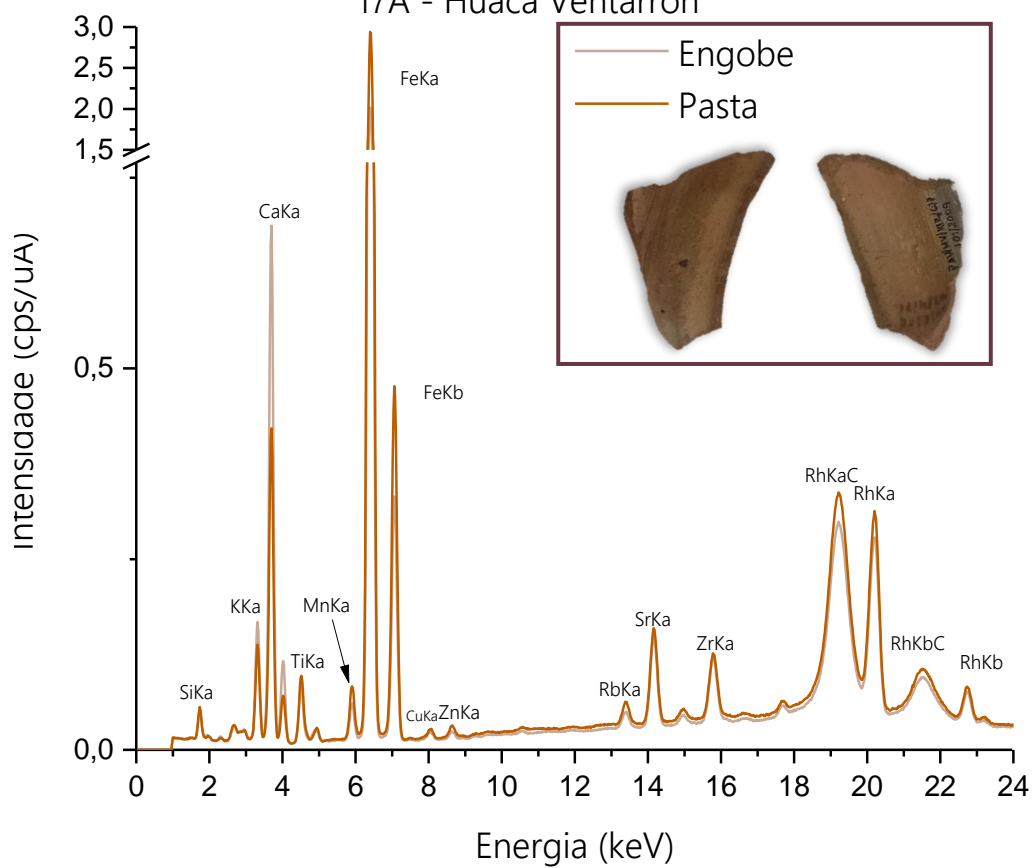 17A - Huaca Ventarrón
Engobe
Pasta
3,0
2,5
2,0
1,5
0,5
0,0
Intensidade (cps/uA)
FeKa
CaKa
FeKb
KKa
MnKa
TiKa
SiKa
CuKa
ZnKa
RbKa
SrKa
ZrKa
RhKaC
RhKa
RhKbC
RhKb
0 2 4 6 8 10 12 14 16 18 20 22 24
Energia (keV)